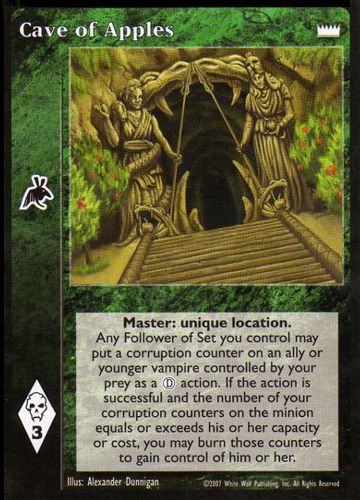 Cave of Apples
Master: unique location.
Any Follower of Set you control may
put a corruption counter on an ally or
younger vampire controlled by your
prey as a Ⓓ action. If the action is
successful and the number of your
corruption counters on the minion
equals or exceeds his or her capacity
or cost, you may burn those counters
to gain control of him or her.
3
Illus: Alexander Dunnigan
©2007 White Wolf Publishing, Inc. All Rights Reserved